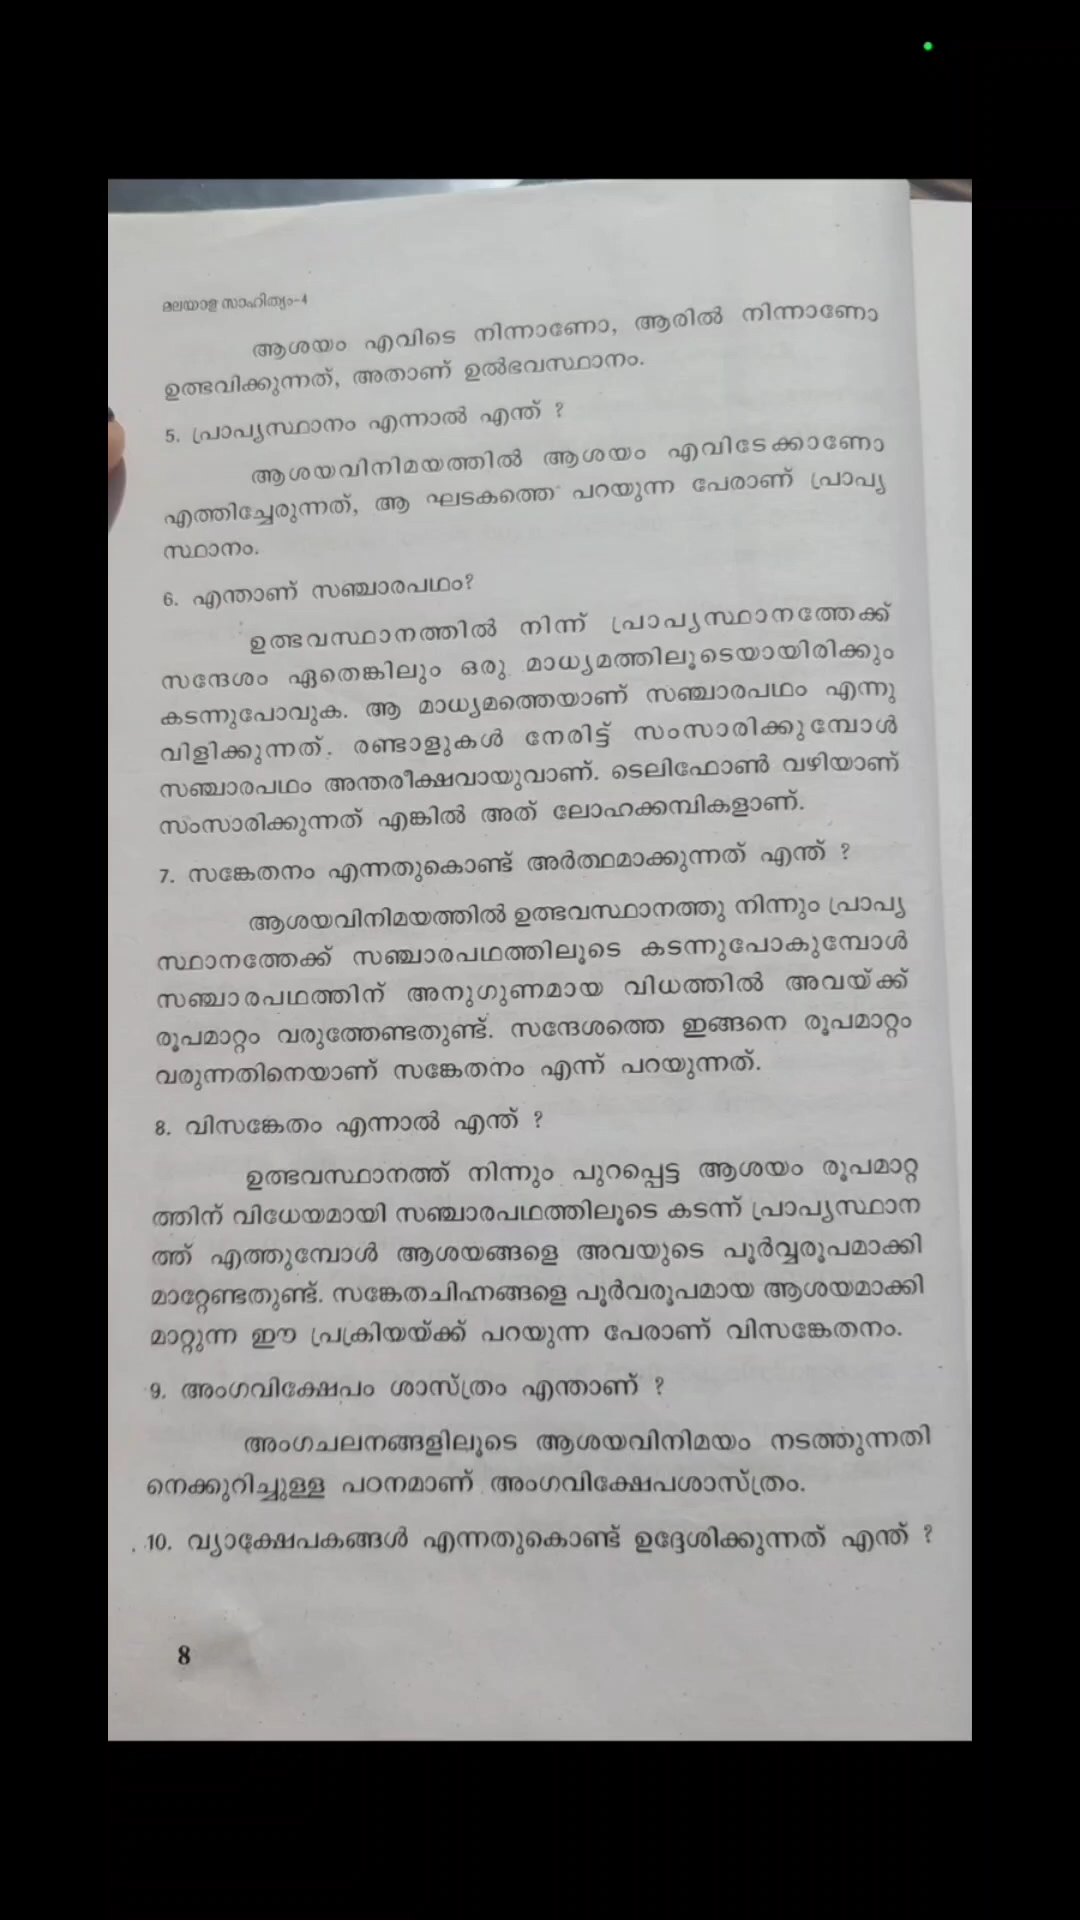 മലയാള സാഹിത്യം-4
ആശയം എവിടെ നിന്നാണോ, ആരിൽ നിന്നാണോ
ഉത്ഭവിക്കുന്നത്, അതാണ് ഉൽഭവസ്ഥാനം.
5. പ്രാപ്യസ്ഥാനം എന്നാൽ എന്ത് ?
ആശയവിനിമയത്തിൽ ആശയം എവിടേക്കാണോ
എത്തിച്ചേരുന്നത്, ആ ഘടകത്തെ പറയുന്ന പേരാണ് പ്രാപ്യ
സ്ഥാനം.
6. എന്താണ് സഞ്ചാരപഥം?
ഉത്ഭവസ്ഥാനത്തിൽ നിന്ന് പ്രാപ്യസ്ഥാനത്തേക്ക്
സന്ദേശം ഏതെങ്കിലും ഒരു മാധ്യമത്തിലൂടെയായിരിക്കും
കടന്നുപോവുക. ആ മാധ്യമത്തെയാണ് സഞ്ചാരപഥം എന്നു
വിളിക്കുന്നത്. രണ്ടാളുകൾ നേരിട്ട് സംസാരിക്കുമ്പോൾ
സഞ്ചാരപഥം അന്തരീക്ഷവായുവാണ്. ടെലിഫോൺ വഴിയാണ്
സംസാരിക്കുന്നത് എങ്കിൽ അത് ലോഹക്കമ്പികളാണ്.
7. സങ്കേതനം എന്നതുകൊണ്ട് അർത്ഥമാക്കുന്നത് എന്ത് ?
ആശയവിനിമയത്തിൽ ഉത്ഭവസ്ഥാനത്തു നിന്നും പ്രാപ്യ
സ്ഥാനത്തേക്ക് സഞ്ചാരപഥത്തിലൂടെ കടന്നുപോകുമ്പോൾ
സഞ്ചാരപഥത്തിന് അനുഗുണമായ വിധത്തിൽ അവയ്ക്ക്
രൂപമാറ്റം വരുത്തേണ്ടതുണ്ട്. സന്ദേശത്തെ ഇങ്ങനെ രൂപമാറ്റം
വരുന്നതിനെയാണ് സങ്കേതനം എന്ന് പറയുന്നത്.
8. വിസങ്കേതം എന്നാൽ എന്ത് ?
ഉത്ഭവസ്ഥാനത്ത് നിന്നും പുറപ്പെട്ട ആശയം രൂപമാറ്റ
ത്തിന് വിധേയമായി സഞ്ചാരപഥത്തിലൂടെ കടന്ന് പ്രാപ്യസ്ഥാന
ത്ത് എത്തുമ്പോൾ ആശയങ്ങളെ അവയുടെ പൂർവ്വരൂപമാക്കി
മാറ്റേണ്ടതുണ്ട്. സങ്കേതചിഹ്നങ്ങളെ പൂർവരൂപമായ ആശയമാക്കി
മാറ്റുന്ന ഈ പ്രക്രിയയ്ക്ക് പറയുന്ന പേരാണ് വിസങ്കേതനം.
9. അംഗവിക്ഷേപം ശാസ്ത്രം എന്താണ് ?
അംഗചലനങ്ങളിലൂടെ ആശയവിനിമയം നടത്തുന്നതി
നെക്കുറിച്ചുള്ള പഠനമാണ് അംഗവിക്ഷേപശാസ്ത്രം.
10. വ്യാക്ഷേപകങ്ങൾ എന്നതുകൊണ്ട് ഉദ്ദേശിക്കുന്നത് എന്ത് ?
8